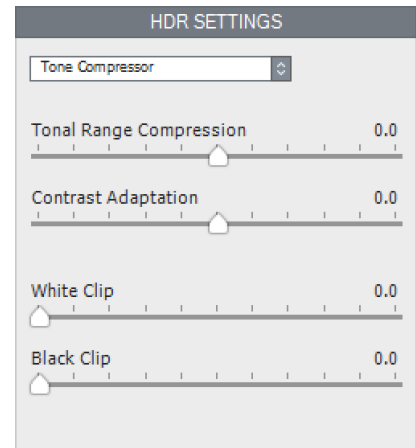 HDR SETTINGS
Tone Compressor
Tonal Range Compression 0.0
Contrast Adaptation 0.0
White Clip 0.0
Black Clip 0.0